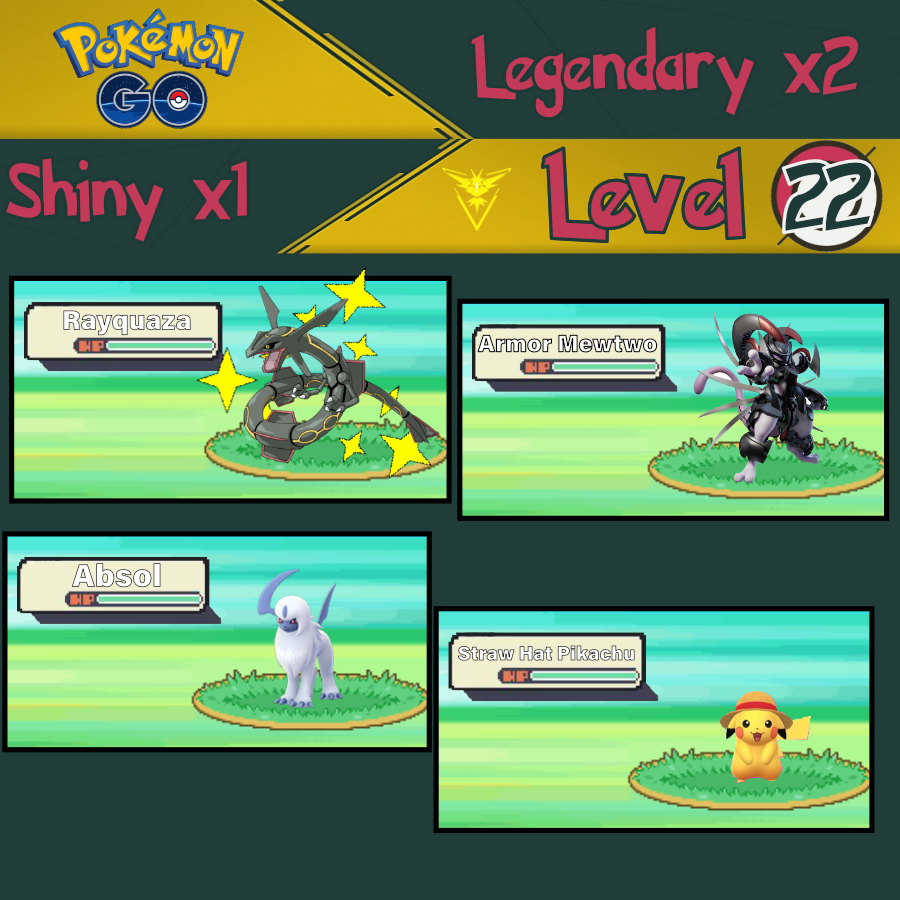 POKéMON
GO
Legendary x2
Shiny x1
Level 22
Rayquaza
HP
Armor Mewtwo
HP
Absol
HP
Straw Hat Pikachu
HP